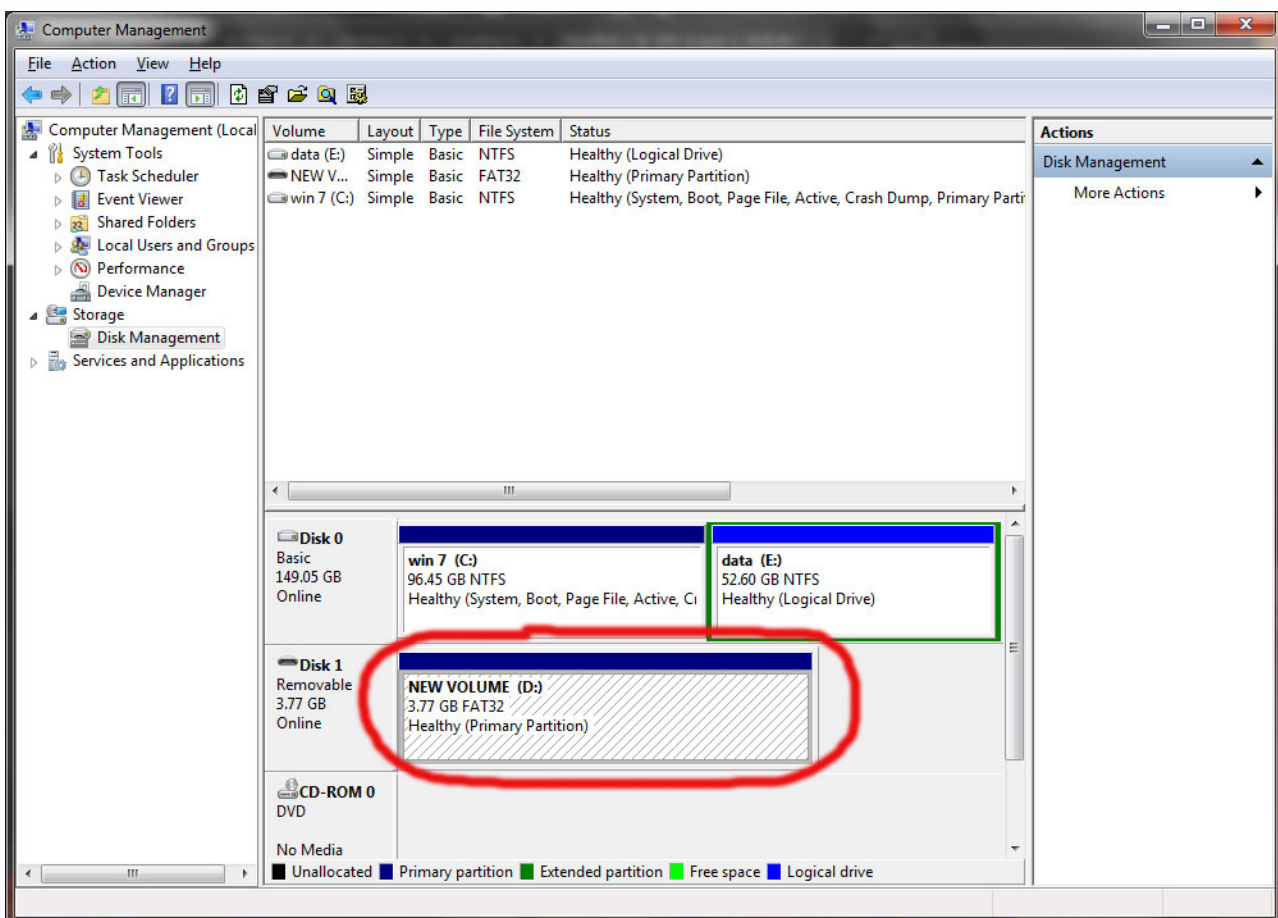 Computer Management
File Action View Help
Computer Management (Local
System Tools
Task Scheduler
Event Viewer
Shared Folders
Local Users and Groups
Performance
Device Manager
Storage
Disk Management
Services and Applications
Volume Layout Type File System Status
data (E:) Simple Basic NTFS Healthy (Logical Drive)
NEW V... Simple Basic FAT32 Healthy (Primary Partition)
win 7 (C:) Simple Basic NTFS Healthy (System, Boot, Page File, Active, Crash Dump, Primary Parti
Disk 0
Basic
149.05 GB
Online
win 7 (C:)
96.45 GB NTFS
Healthy (System, Boot, Page File, Active, Cr
data (E:)
52.60 GB NTFS
Healthy (Logical Drive)
Disk 1
Removable
3.77 GB
Online
NEW VOLUME (D:)
3.77 GB FAT32
Healthy (Primary Partition)
CD-ROM 0
DVD
No Media
Unallocated Primary partition Extended partition Free space Logical drive
Actions
Disk Management
More Actions